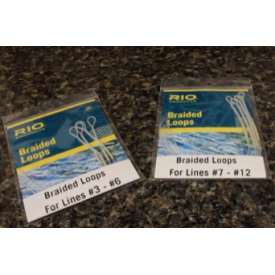 RIO
Braided
Loops
Braided Loops
For Lines #3 - #6
RIO
Braided
Loops
Braided Loops
For Lines #7 - #12